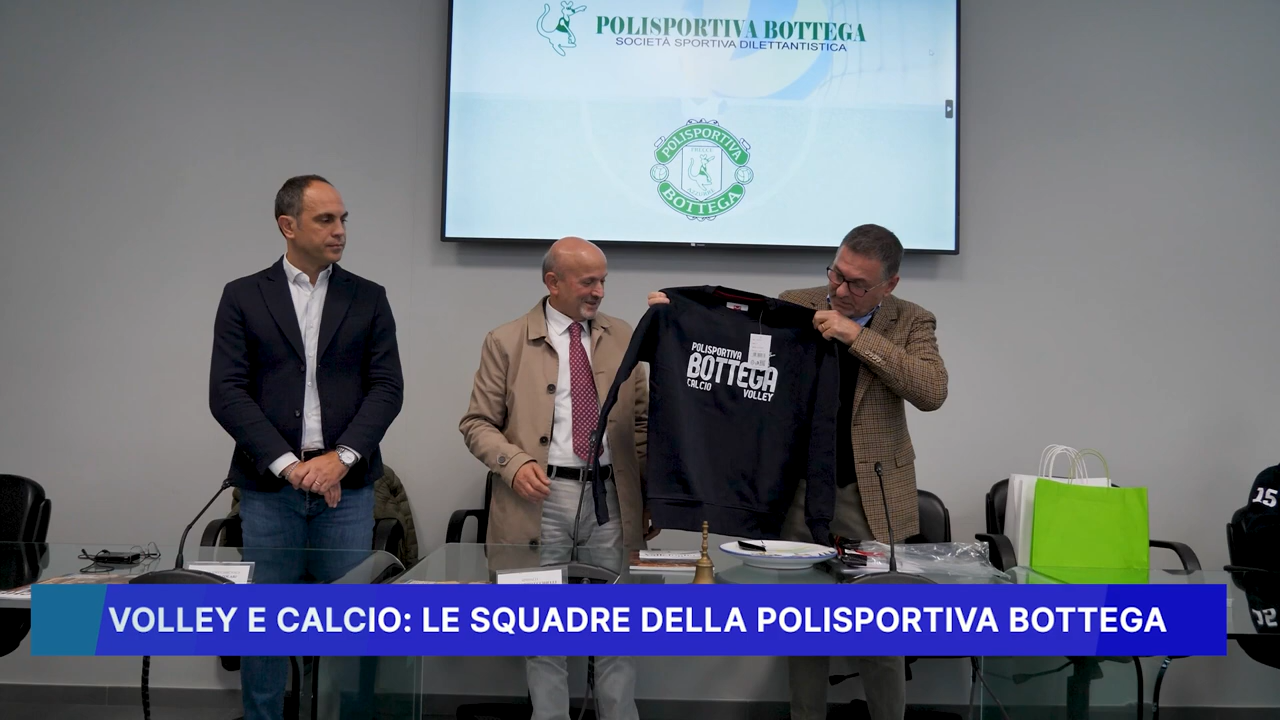 POLISPORTIVA BOTTEGA
SOCIETÀ SPORTIVA DILETTANTISTICA
POLISPORTIVA
BOTTEGA
POLISPORTIVA
BOTTEGA
CALCIO
VOLLEY
15
VOLLEY E CALCIO: LE SQUADRE DELLA POLISPORTIVA BOTTEGA